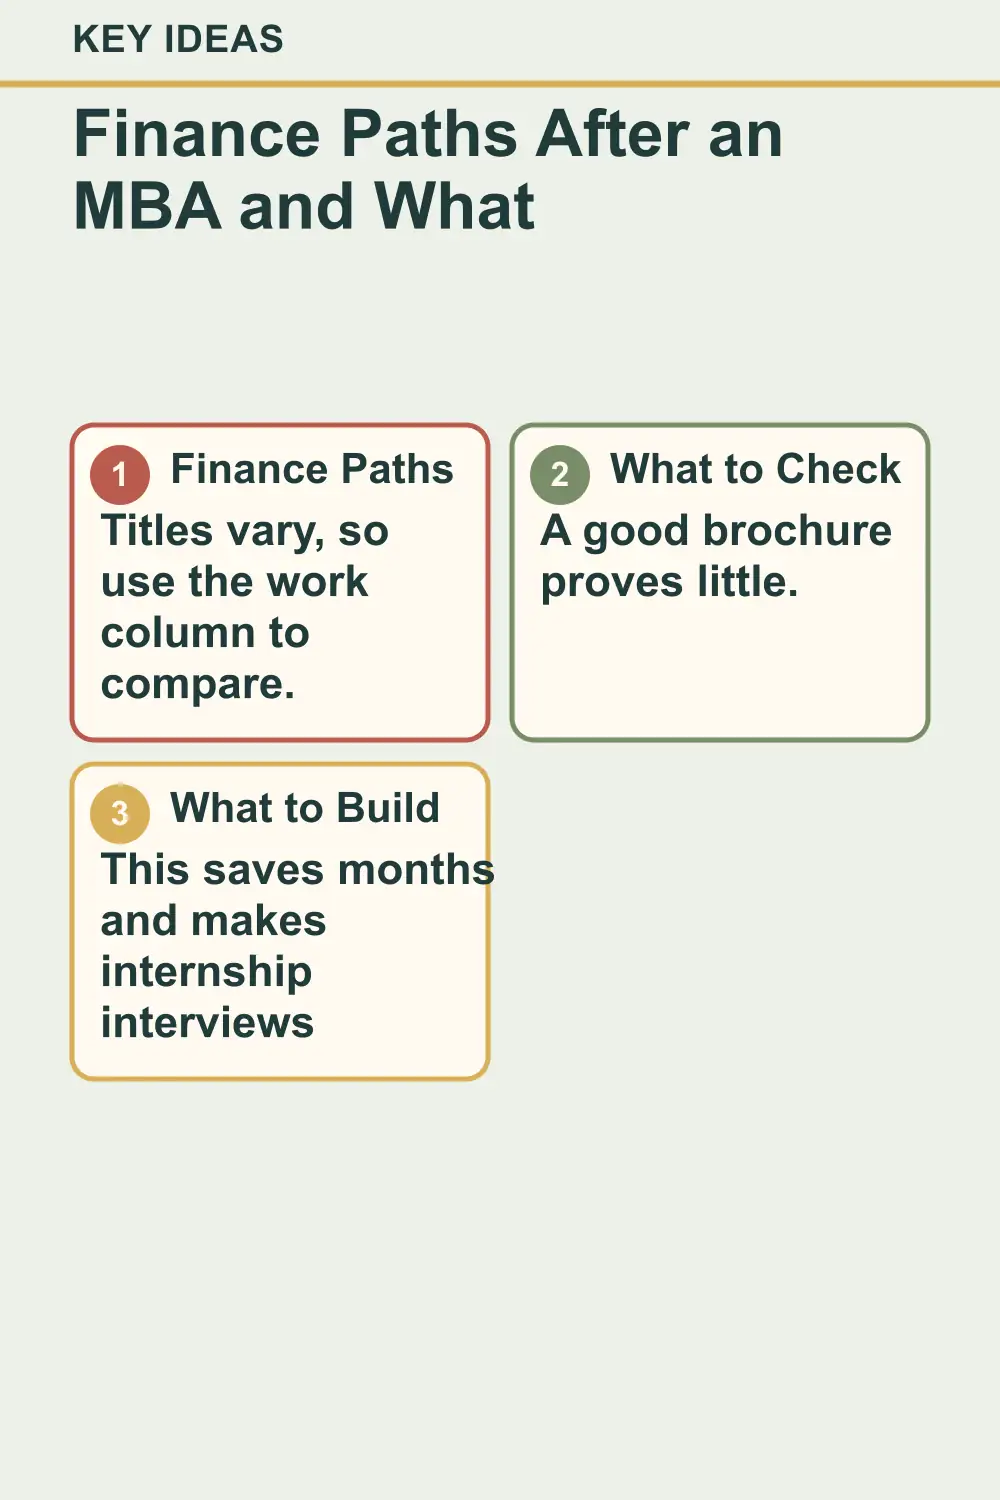 KEY IDEAS
Finance Paths After an
MBA and What
1 Finance Paths
Titles vary, so
use the work
column to
compare.
2 What to Check
A good brochure
proves little.
3 What to Build
This saves months
and makes
internship
interviews